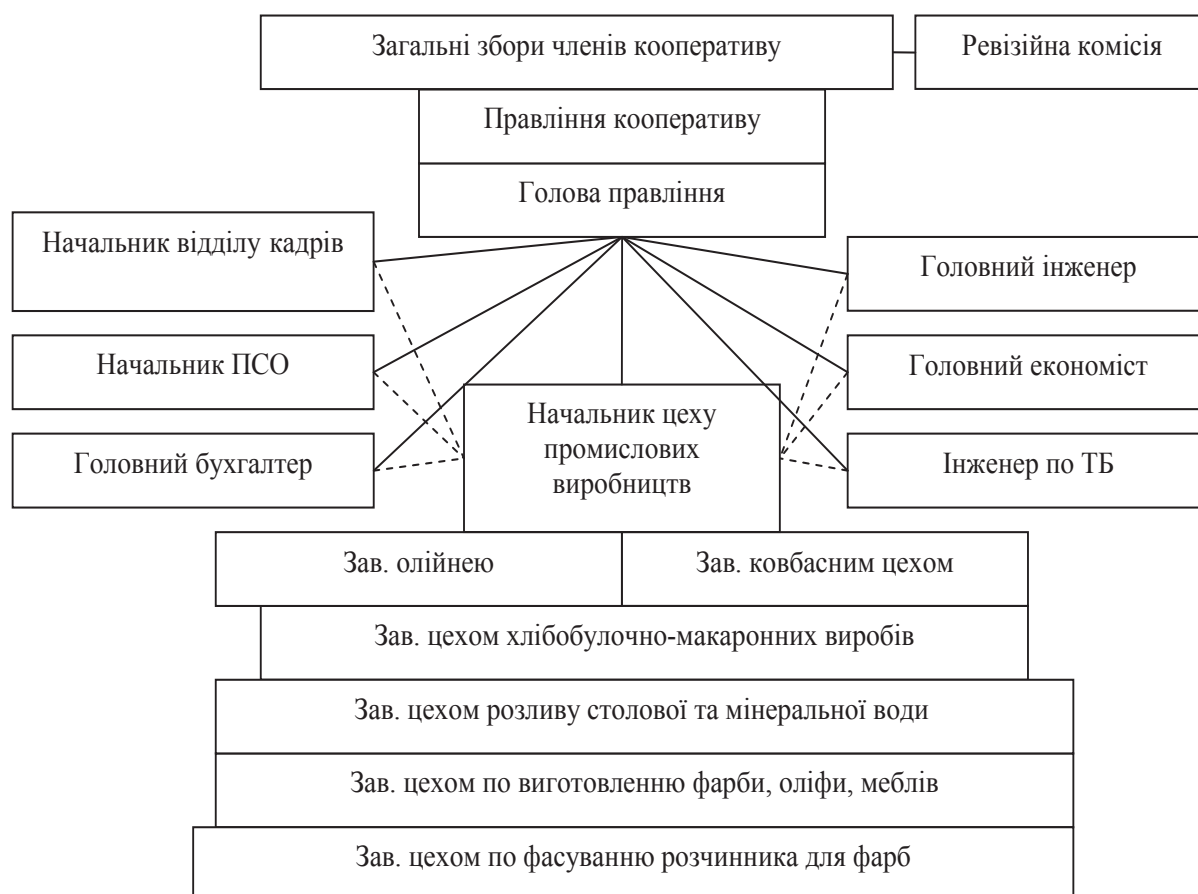 Загальні збори членів кооперативу
Ревізійна комісія
Правління кооперативу
Голова правління
Начальник відділу кадрів
Головний інженер
Начальник ПСО
Головний економіст
Начальник цеху
промислових
виробництв
Головний бухгалтер
Інженер по ТБ
Зав. олійнею
Зав. ковбасним цехом
Зав. цехом хлібобулочно-макаронних виробів
Зав. цехом розливу столової та мінеральної води
Зав. цехом по виготовленню фарби, оліфи, меблів
Зав. цехом по фасуванню розчинника для фарб